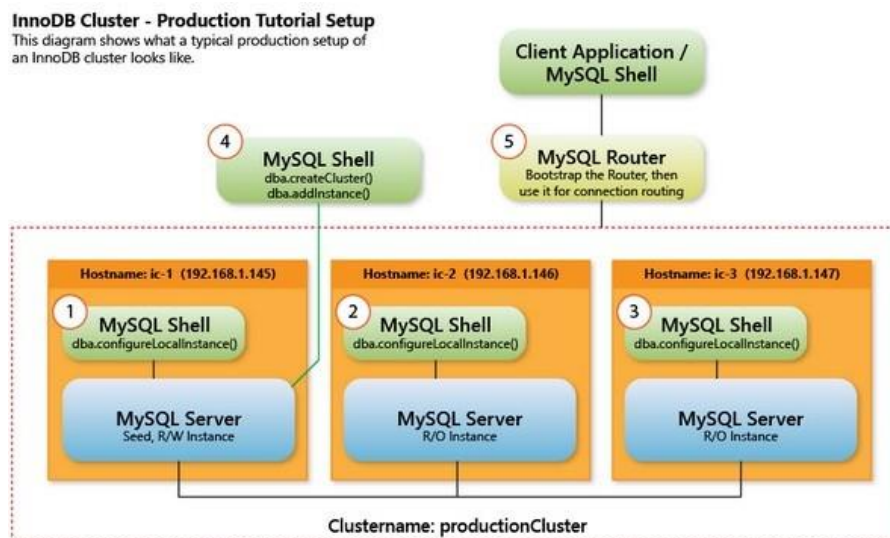 InnoDB Cluster - Production Tutorial Setup
This diagram shows what a typical production setup of
an InnoDB cluster looks like.
Client Application /
MySQL Shell
4
MySQL Shell
dba.createCluster()
dba.addInstance()
5
MySQL Router
Bootstrap the Router, then
use it for connection routing
Hostname: ic-1 (192.168.1.145)
1
MySQL Shell
dba.configureLocalInstance()
MySQL Server
Seed, R/W Instance
Hostname: ic-2 (192.168.1.146)
2
MySQL Shell
dba.configureLocalInstance()
MySQL Server
R/O Instance
Hostname: ic-3 (192.168.1.147)
3
MySQL Shell
dba.configureLocalInstance()
MySQL Server
R/O Instance
Clustername: productionCluster